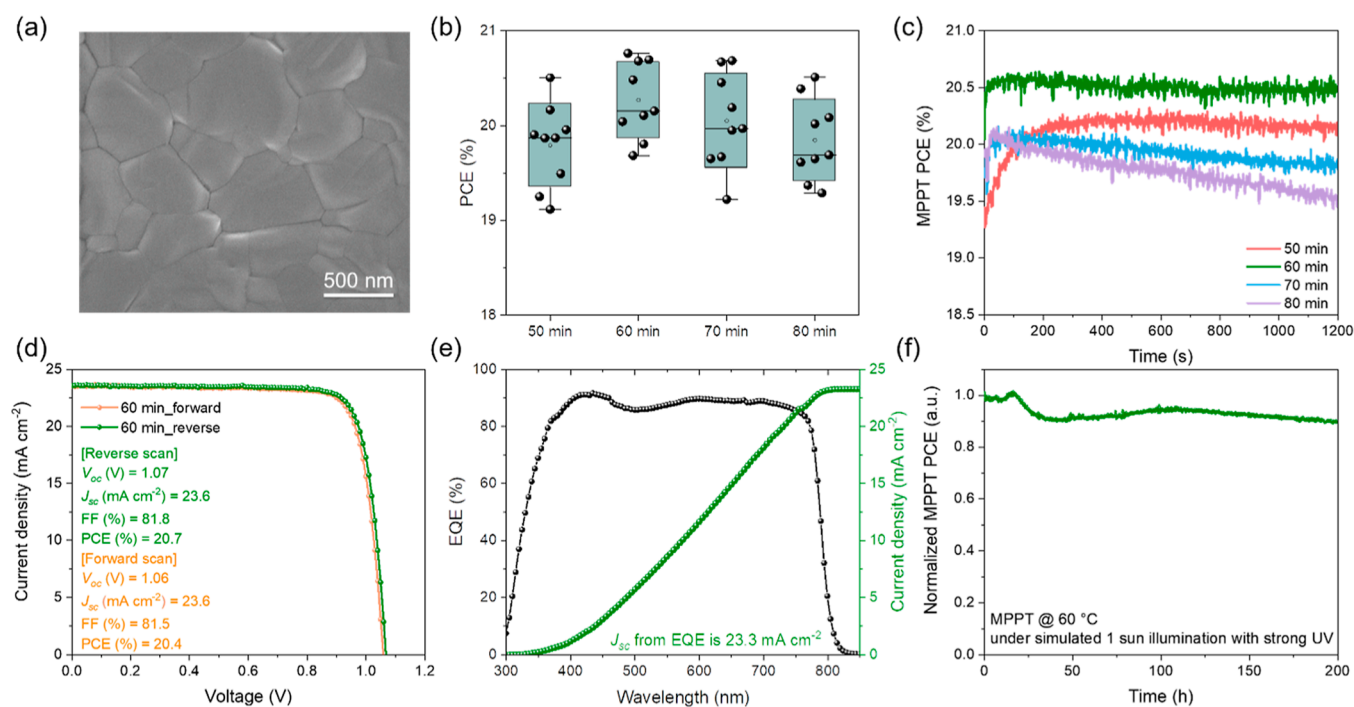 (a)
500 nm
(b)
21
20
19
18
PCE (%)
50 min
60 min
70 min
80 min
(c)
21.0
20.5
20.0
19.5
19.0
18.5
MPPT PCE (%)
50 min
60 min
70 min
80 min
0
200
400
600
800
1000
1200
Time (s)
(d)
25
20
15
10
5
0
Current density (mA cm-2)
60 min_forward
60 min_reverse
[Reverse scan]
Voc (V) = 1.07
Jsc (mA cm-2) = 23.6
FF (%) = 81.8
PCE (%) = 20.7
[Forward scan]
Voc (V) = 1.06
Jsc (mA cm-2) = 23.6
FF (%) = 81.5
PCE (%) = 20.4
0.0
0.2
0.4
0.6
0.8
1.0
1.2
Voltage (V)
(e)
100
80
60
40
20
0
EQE (%)
25
20
15
10
5
0
Current density (mA cm-2)
Jsc from EQE is 23.3 mA cm-2
300
400
500
600
700
800
Wavelength (nm)
(f)
1.0
0.8
0.6
0.4
0.2
0.0
Normalized MPPT PCE (a.u.)
MPPT @ 60 °C
under simulated 1 sun illumination with strong UV
0
50
100
150
200
Time (h)